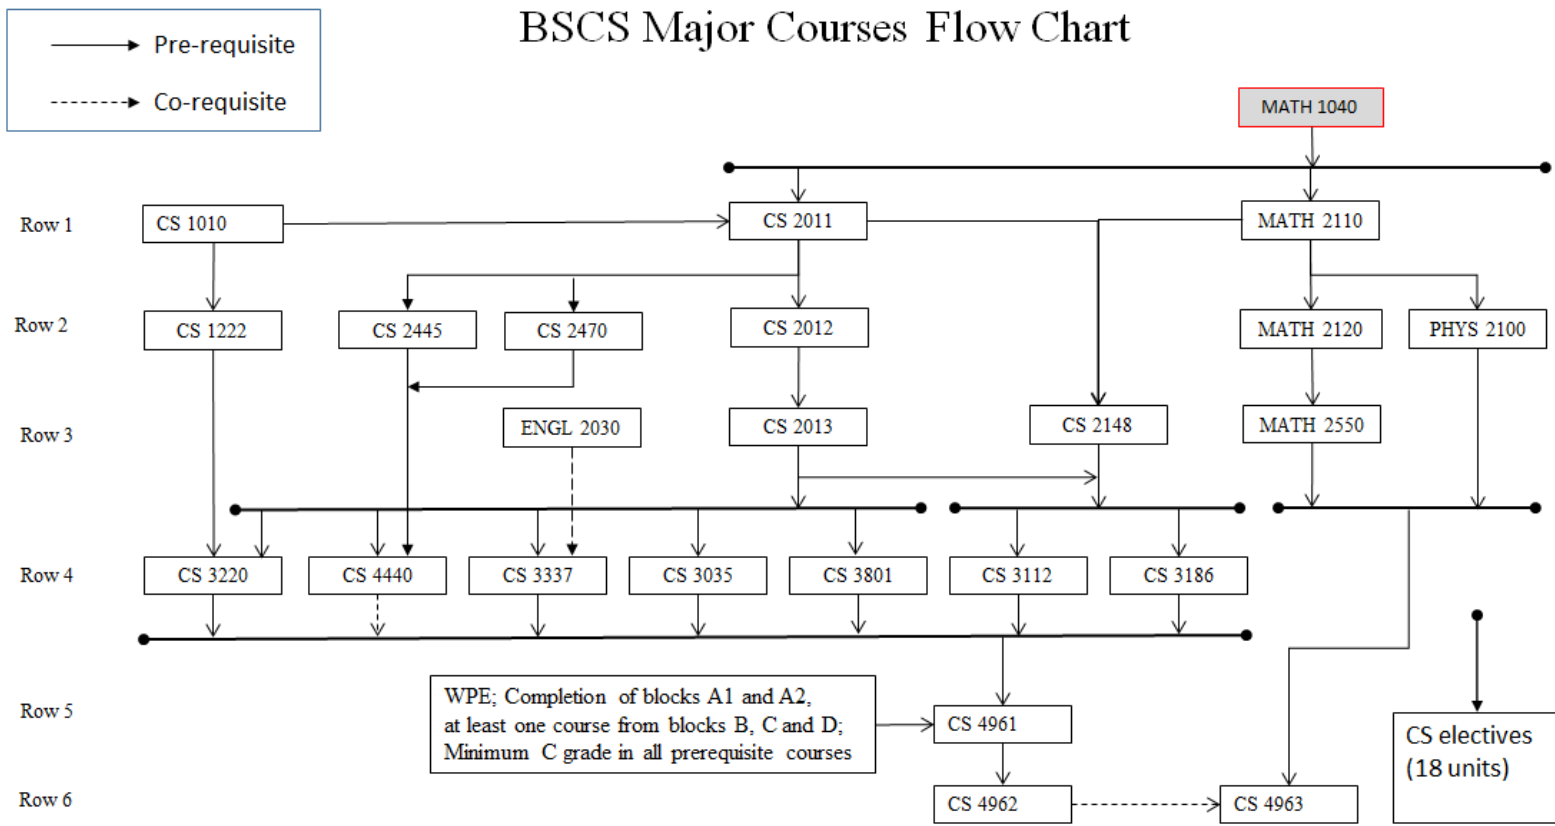 BSCS Major Courses Flow Chart
Pre-requisite
Co-requisite
MATH 1040
Row 1
CS 1010
CS 2011
MATH 2110
Row 2
CS 1222
CS 2445
CS 2470
CS 2012
MATH 2120
PHYS 2100
Row 3
ENGL 2030
CS 2013
CS 2148
MATH 2550
Row 4
CS 3220
CS 4440
CS 3337
CS 3035
CS 3801
CS 3112
CS 3186
WPE; Completion of blocks A1 and A2,
at least one course from blocks B, C and D;
Minimum C grade in all prerequisite courses
Row 5
CS 4961
CS electives
(18 units)
Row 6
CS 4962
CS 4963